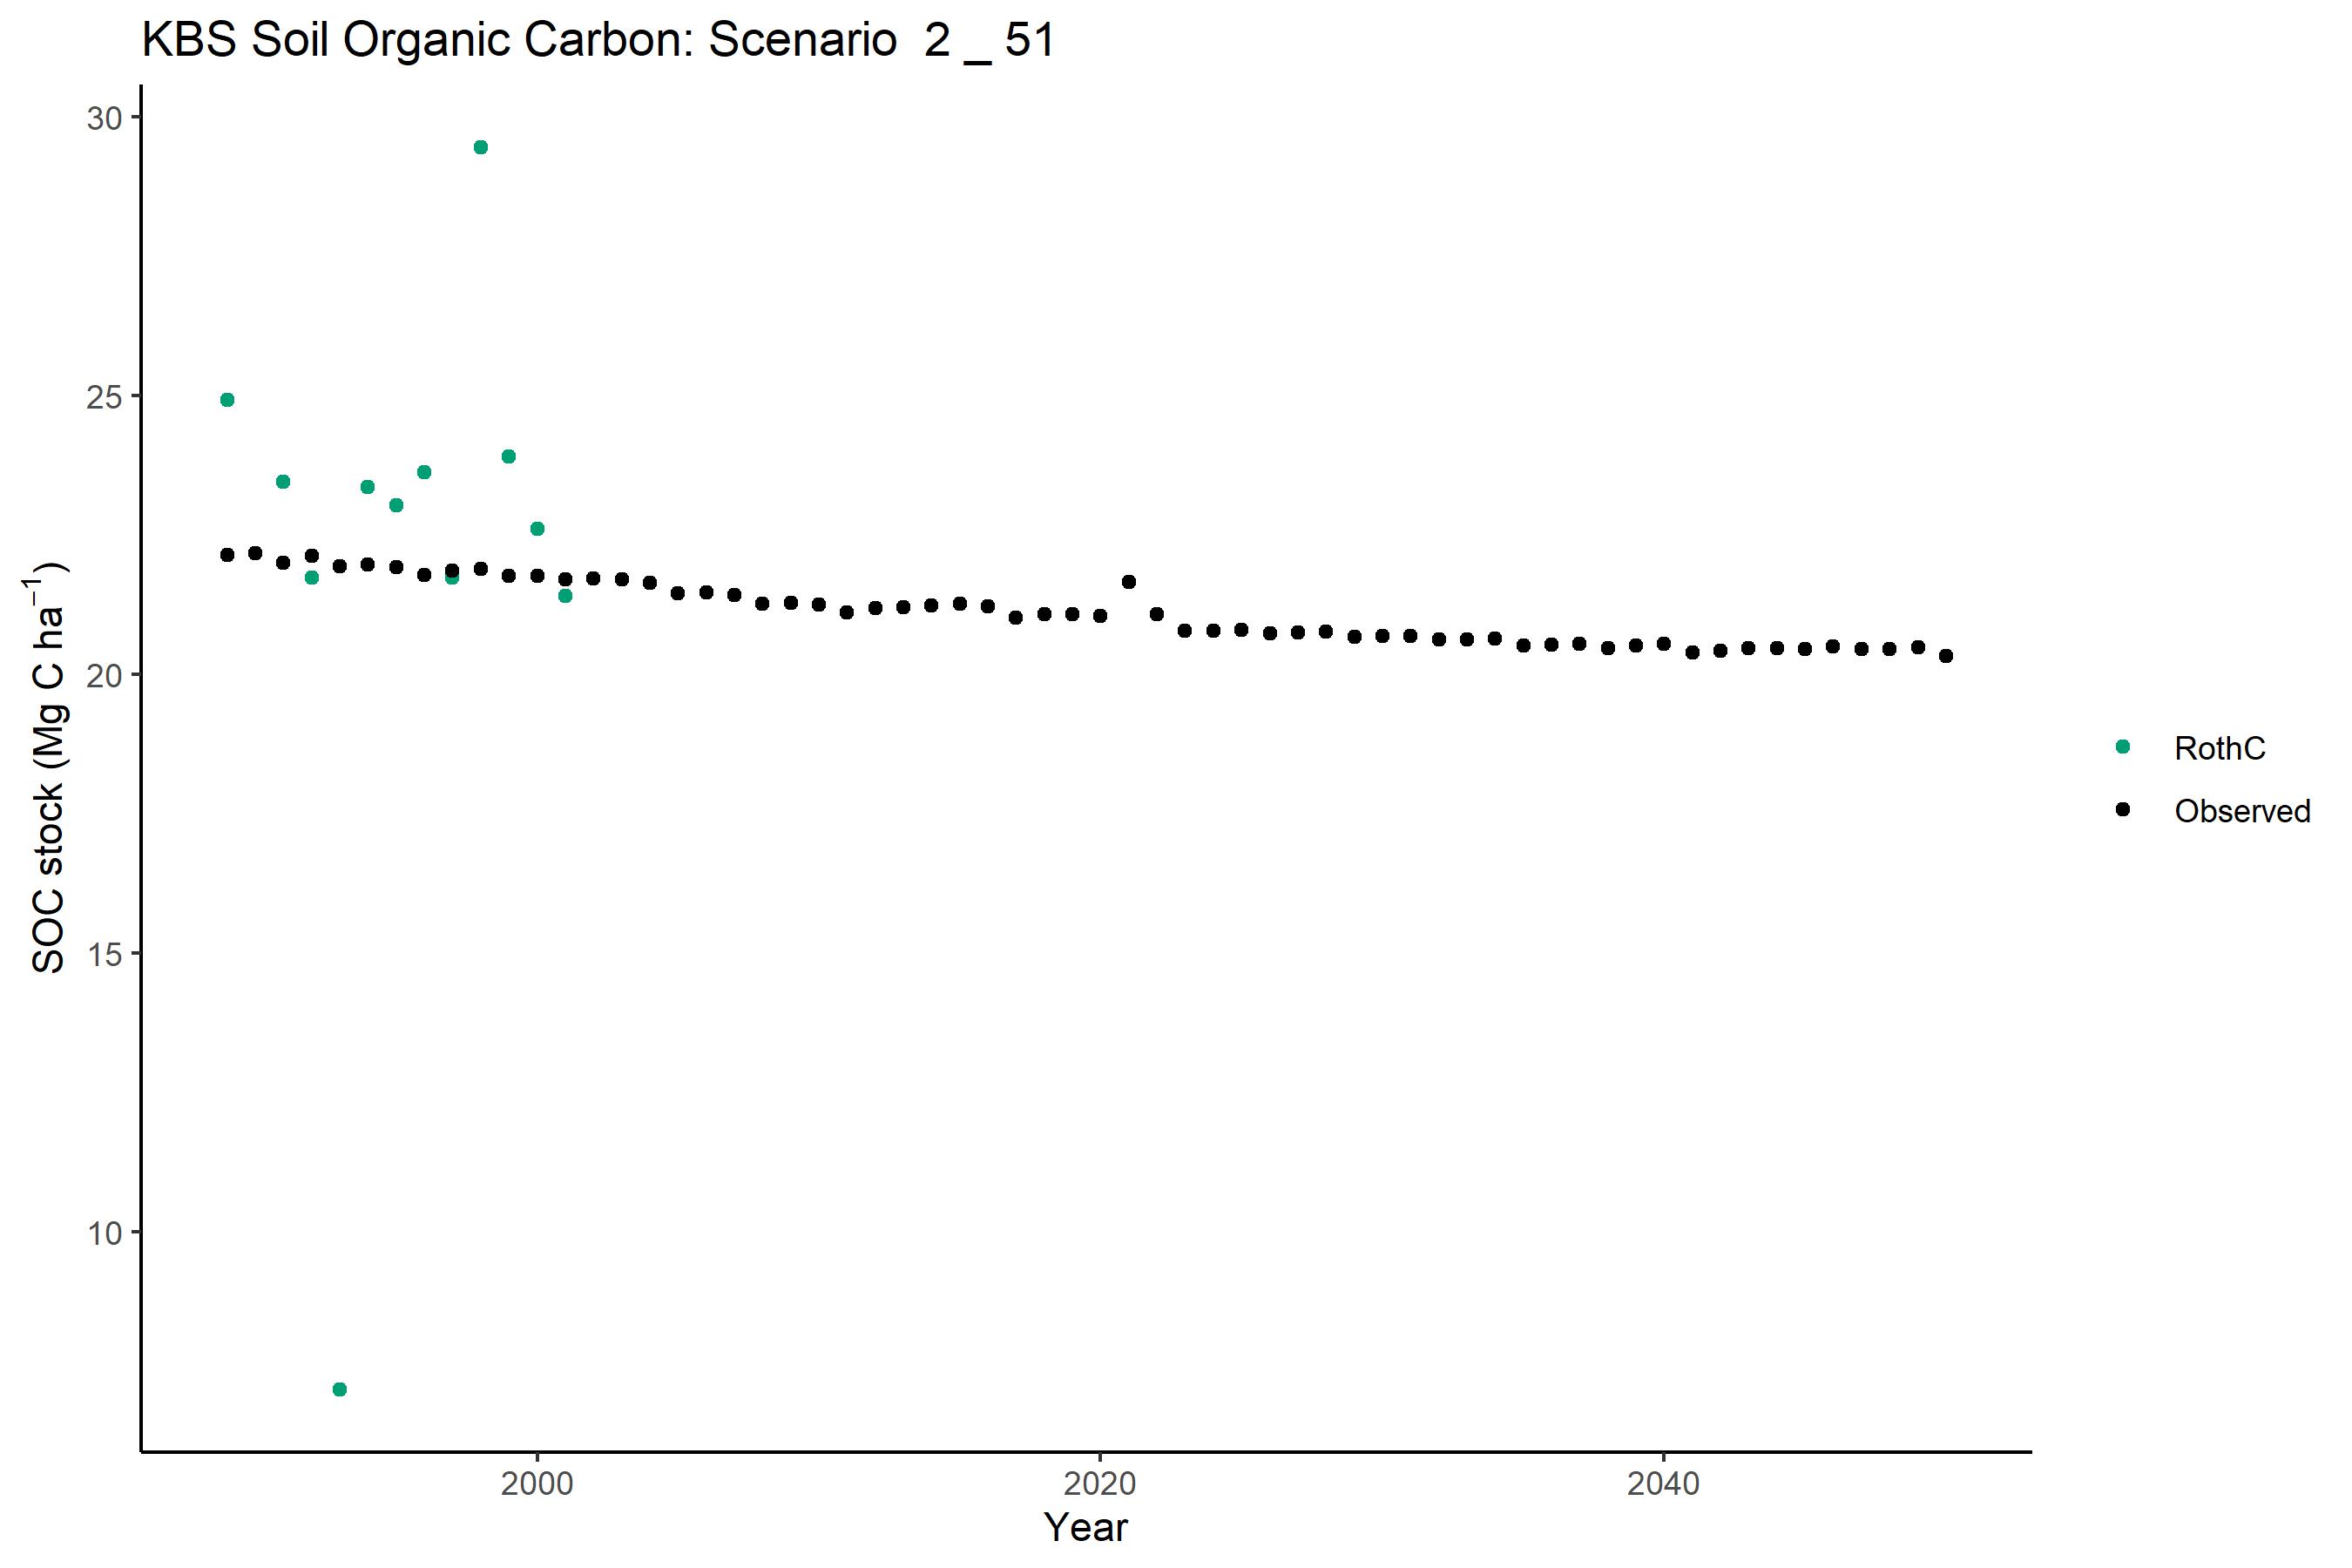 KBS Soil Organic Carbon: Scenario  2 _ 51
SOC stock (Mg C ha⁻¹)
30
25
20
15
10
2000
2020
2040
Year
RothC
Observed